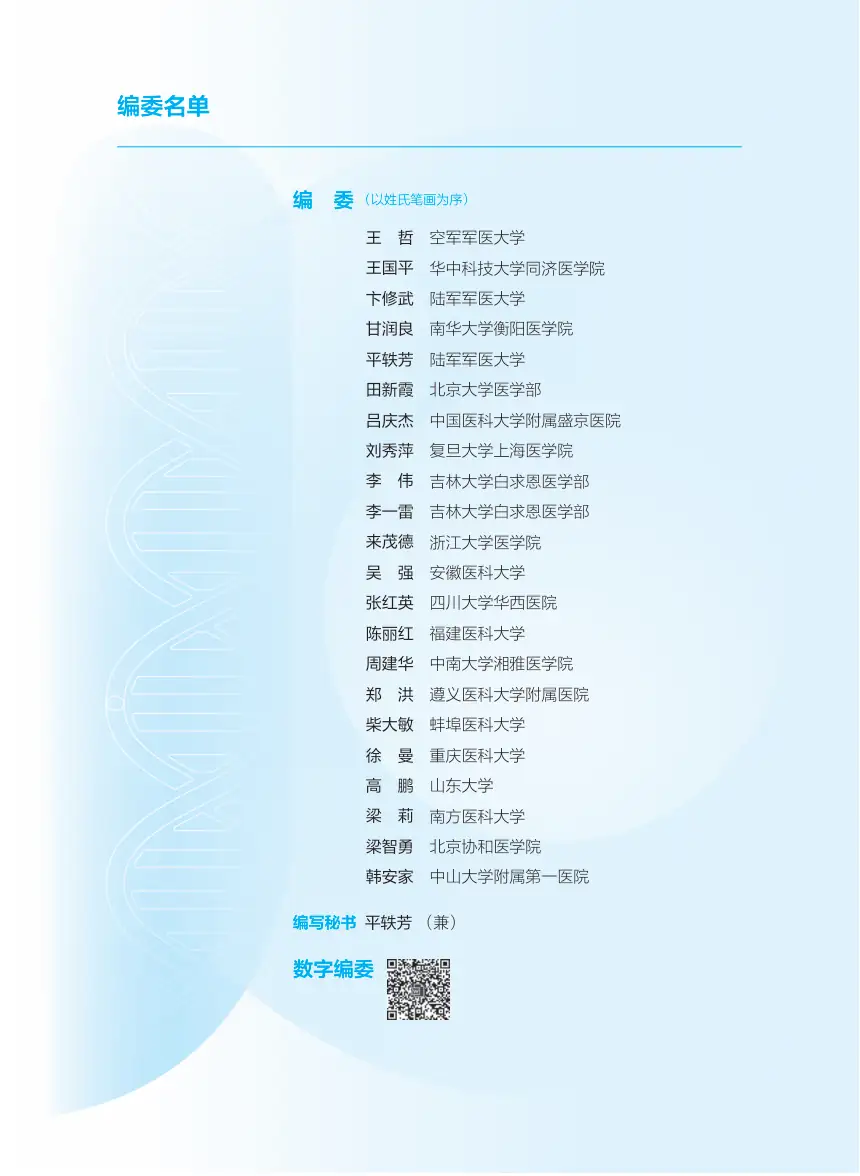 编委名单
编 委（以姓氏笔画为序）
王 哲 空军军医大学
王国平 华中科技大学同济医学院
卞修武 陆军军医大学
甘润良 南华大学衡阳医学院
平轶芳 陆军军医大学
田新霞 北京大学医学部
吕庆杰 中国医科大学附属盛京医院
刘秀萍 复旦大学上海医学院
李 伟 吉林大学白求恩医学部
李一雷 吉林大学白求恩医学部
来茂德 浙江大学医学院
吴 强 安徽医科大学
张红英 四川大学华西医院
陈丽红 福建医科大学
周建华 中南大学湘雅医学院
郑 洪 遵义医科大学附属医院
柴大敏 蚌埠医科大学
徐 曼 重庆医科大学
高 鹏 山东大学
梁 莉 南方医科大学
梁智勇 北京协和医学院
韩安家 中山大学附属第一医院
编写秘书 平轶芳（兼）
数字编委